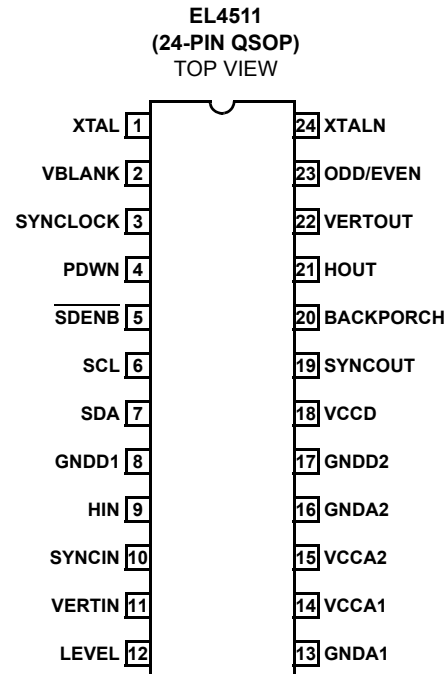 EL4511
(24-PIN QSOP)
TOP VIEW
XTAL 1
24 XTALN
VBLANK 2
23 ODD/EVEN
SYNCLOCK 3
22 VERTOUT
PDWN 4
21 HOUT
SDENB 5
20 BACKPORCH
SCL 6
19 SYNCOUT
SDA 7
18 VCCD
GNDD1 8
17 GNDD2
HIN 9
16 GNDA2
SYNCIN 10
15 VCCA2
VERTIN 11
14 VCCA1
LEVEL 12
13 GNDA1